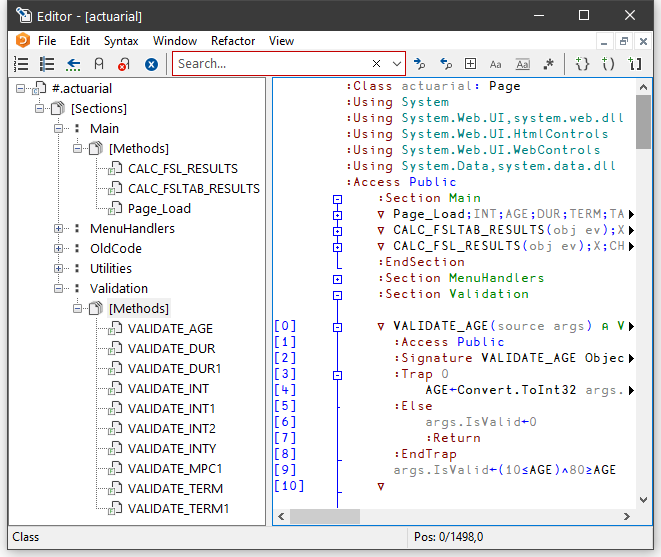 Editor - [actuarial]
File Edit Syntax Window Refactor View
Search...
Aa Aa .* {} () []
#.actuarial
[Sections]
Main
[Methods]
CALC_FSL_RESULTS
CALC_FSLTAB_RESULTS
Page_Load
MenuHandlers
OldCode
Utilities
Validation
[Methods]
VALIDATE_AGE
VALIDATE_DUR
VALIDATE_DUR1
VALIDATE_INT
VALIDATE_INT1
VALIDATE_INT2
VALIDATE_INTY
VALIDATE_MPC1
VALIDATE_TERM
VALIDATE_TERM1
:Class actuarial: Page
:Using System
:Using System.Web.UI,system.web.dll
:Using System.Web.UI.HtmlControls
:Using System.Web.UI.WebControls
:Using System.Data,system.data.dll
:Access Public
:Section Main
∇ Page_Load;INT;AGE;DUR;TERM;TA
∇ CALC_FSLTAB_RESULTS(obj ev);X
∇ CALC_FSL_RESULTS(obj ev);X;CH
:EndSection
:Section MenuHandlers
:Section Validation
[0] ∇ VALIDATE_AGE(source args) ⍝ V
[1] :Access Public
[2] :Signature VALIDATE_AGE Objec
[3] :Trap 0
[4] AGE←Convert.ToInt32 args.
[5] :Else
[6] args.IsValid←0
[7] :Return
[8] :EndTrap
[9] args.IsValid←(10≤AGE)∧80≥AGE
[10] ∇
Class Pos: 0/1498,0